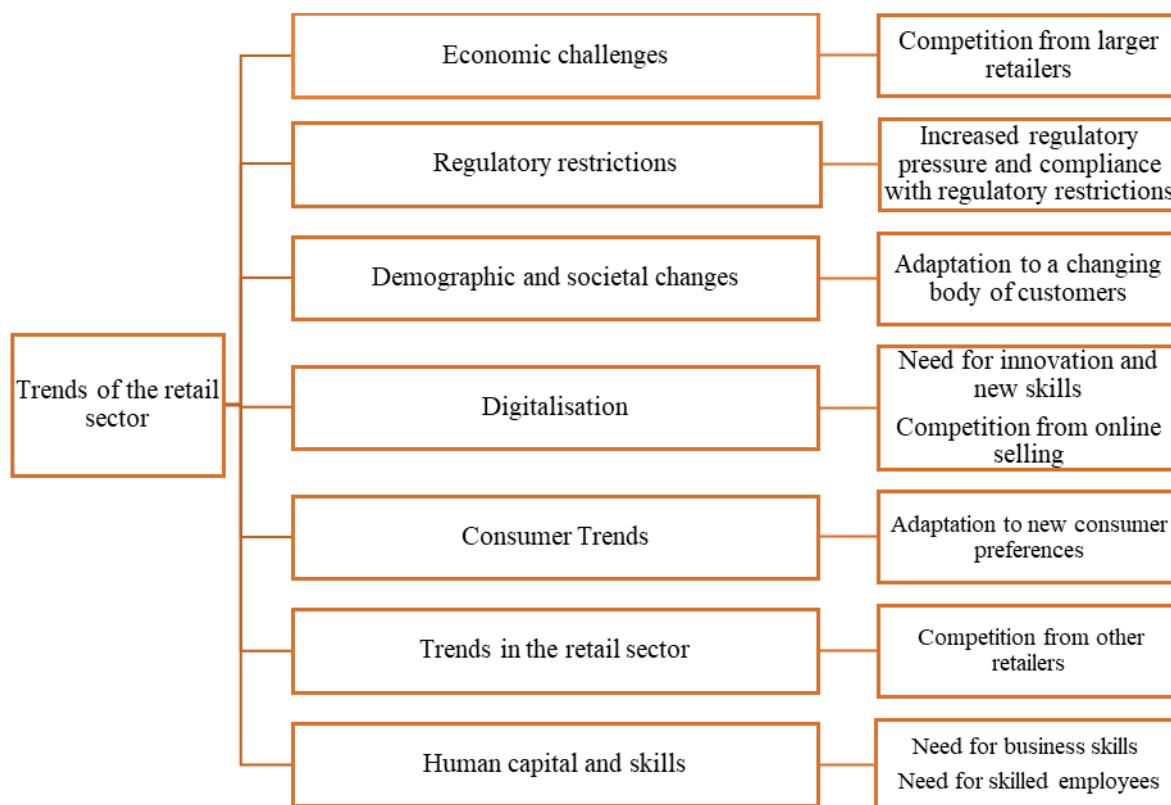 Economic challenges
Competition from larger
retailers
Regulatory restrictions
Increased regulatory
pressure and compliance
with regulatory restrictions
Demographic and societal changes
Adaptation to a changing
body of customers
Trends of the retail
sector
Digitalisation
Need for innovation and
new skills
Competition from online
selling
Consumer Trends
Adaptation to new consumer
preferences
Trends in the retail sector
Competition from other
retailers
Human capital and skills
Need for business skills
Need for skilled employees